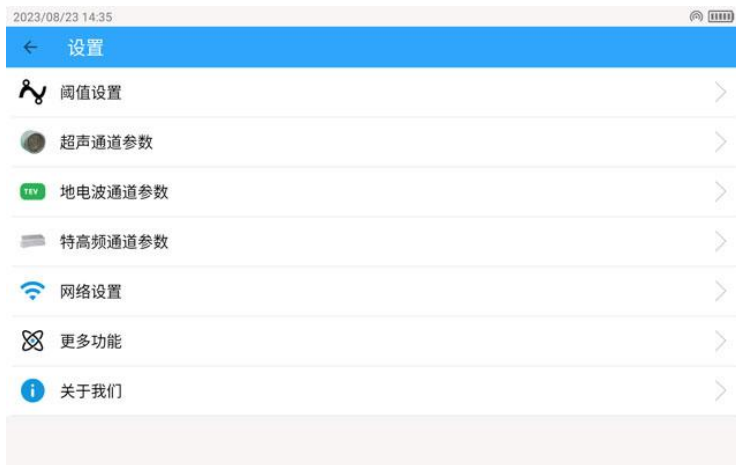 2023/08/23 14:35
设置
阈值设置
超声通道参数
TEV 地电波通道参数
特高频通道参数
网络设置
更多功能
关于我们